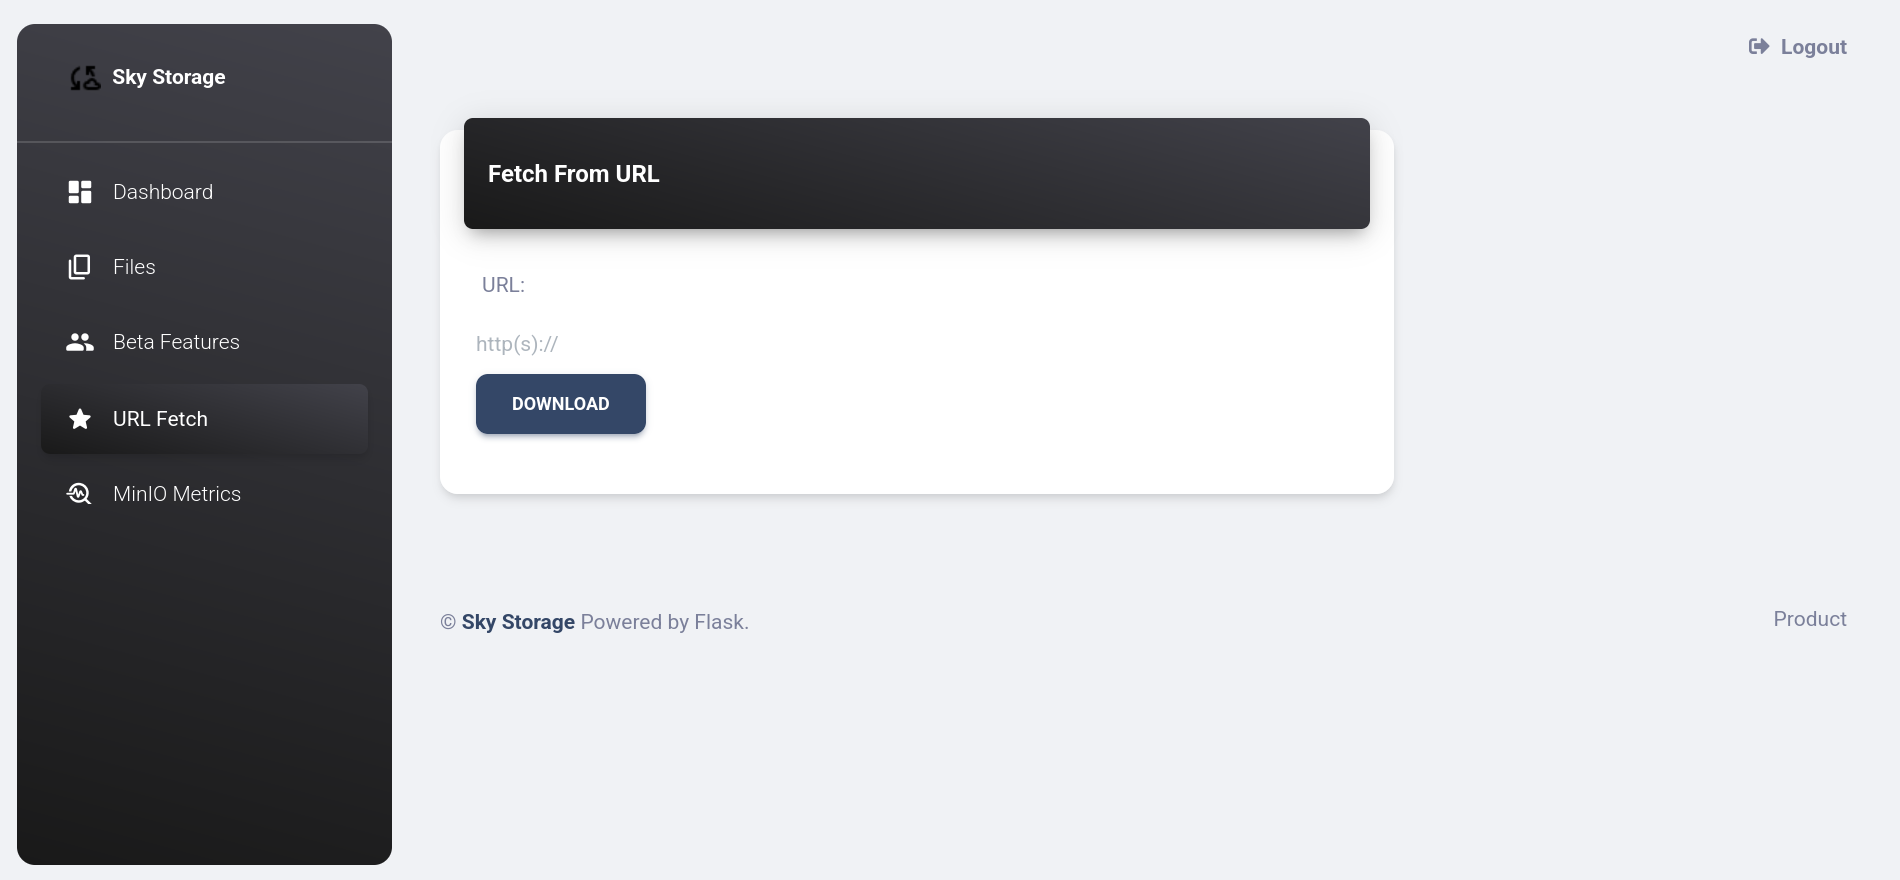 Sky Storage
Dashboard
Files
Beta Features
URL Fetch
MinIO Metrics
Logout
Fetch From URL
URL:
http(s)://
DOWNLOAD
© Sky Storage Powered by Flask.
Product